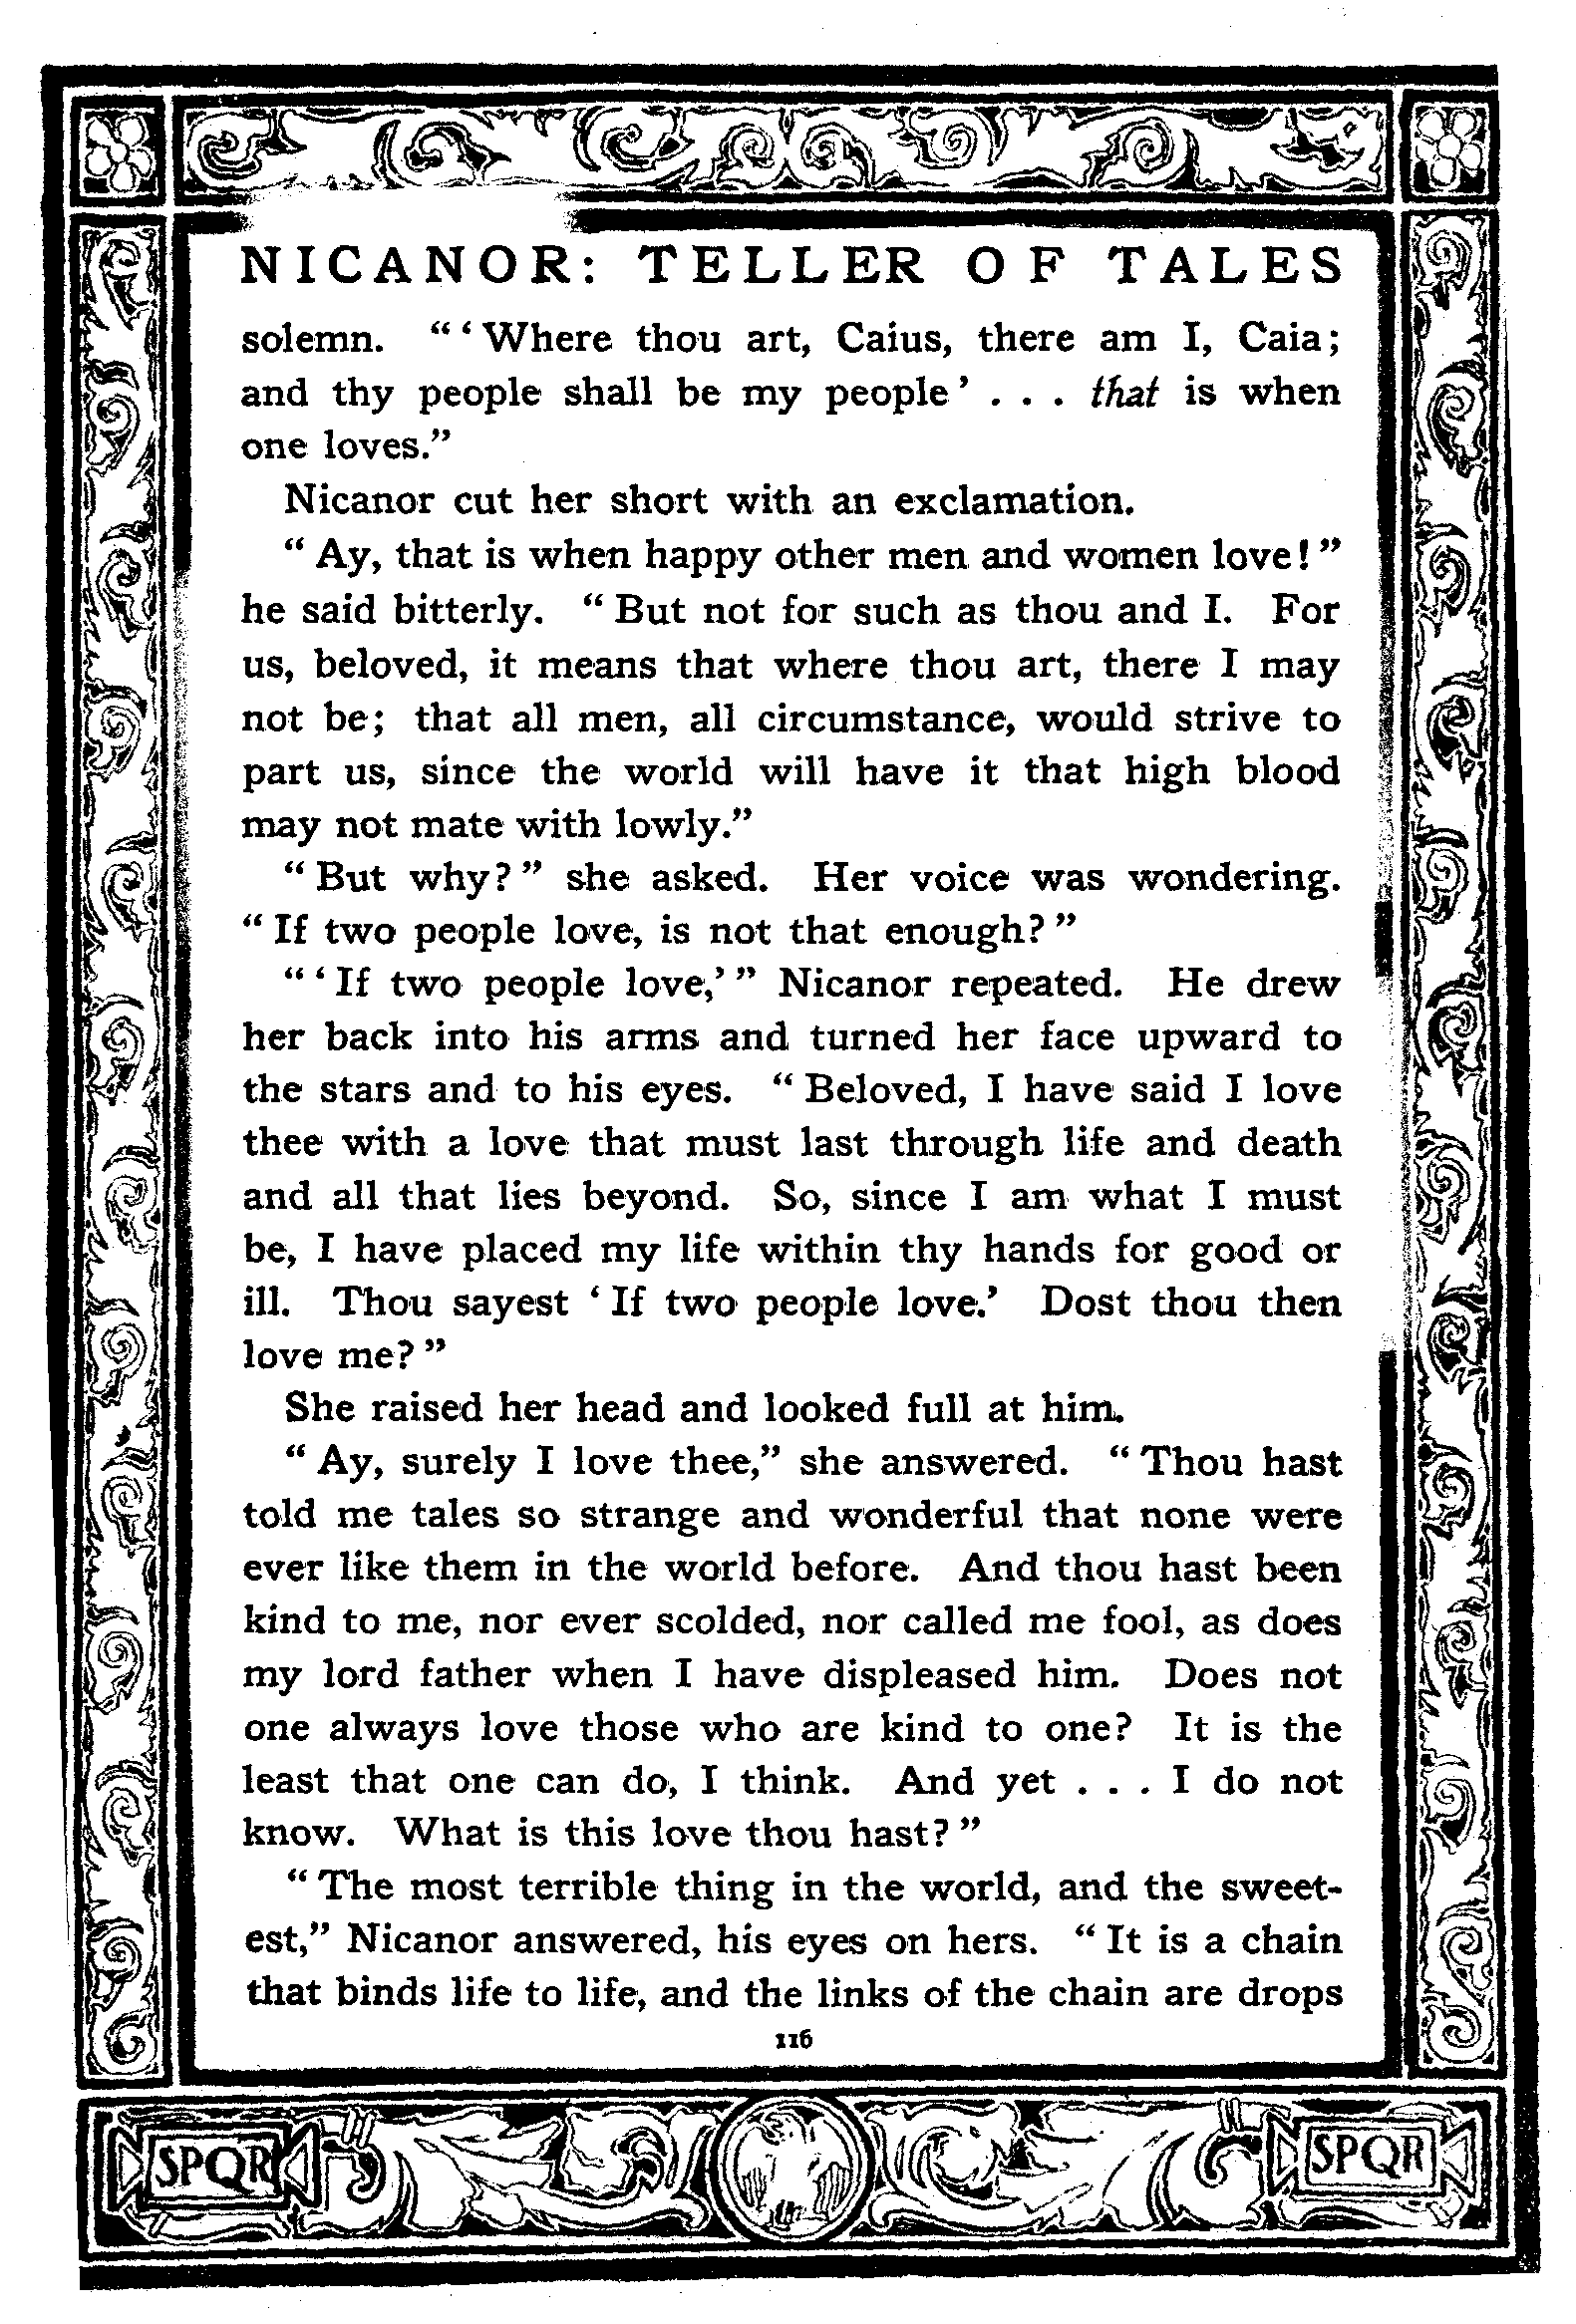 NICANOR: TELLER OF TALES
solemn. “‘Where thou art, Caius, there am I, Caia;
and thy people shall be my people’ . . . that is when
one loves.”
Nicanor cut her short with an exclamation.
“Ay, that is when happy other men and women love!”
he said bitterly. “But not for such as thou and I. For
us, beloved, it means that where thou art, there I may
not be; that all men, all circumstance, would strive to
part us, since the world will have it that high blood
may not mate with lowly.”
“But why?” she asked. Her voice was wondering.
“If two people love, is not that enough?”
“‘If two people love,’” Nicanor repeated. He drew
her back into his arms and turned her face upward to
the stars and to his eyes. “Beloved, I have said I love
thee with a love that must last through life and death
and all that lies beyond. So, since I am what I must
be, I have placed my life within thy hands for good or
ill. Thou sayest ‘If two people love.’ Dost thou then
love me?”
She raised her head and looked full at him.
“Ay, surely I love thee,” she answered. “Thou hast
told me tales so strange and wonderful that none were
ever like them in the world before. And thou hast been
kind to me, nor ever scolded, nor called me fool, as does
my lord father when I have displeased him. Does not
one always love those who are kind to one? It is the
least that one can do, I think. And yet . . . I do not
know. What is this love thou hast?”
“The most terrible thing in the world, and the sweet-
est,” Nicanor answered, his eyes on hers. “It is a chain
that binds life to life, and the links of the chain are drops
116
SPQR SPQR